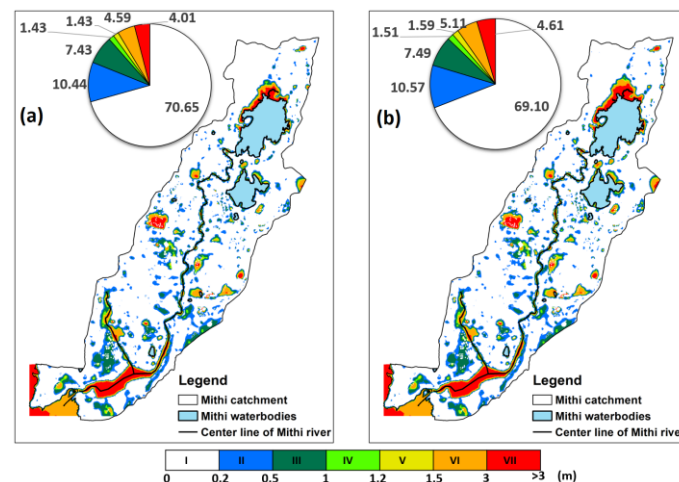 1.43 4.59 4.01
1.43
7.43
10.44
70.65
(a)
Legend
Mithi catchment
Mithi waterbodies
Center line of Mithi river
1.59 5.11 4.61
1.51
7.49
10.57
69.10
(b)
Legend
Mithi catchment
Mithi waterbodies
Center line of Mithi river
I II III IV V VI VII
0 0.2 0.5 1 1.2 1.5 3 >3 (m)